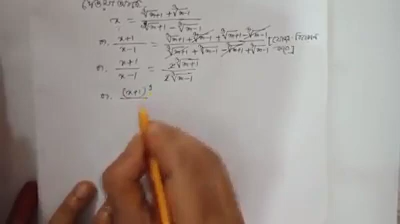 x = (∛(m+1) + ∛(m-1)) / (∛(m+1) - ∛(m-1))
বা, (x+1)/(x-1) = (∛(m+1) + ∛(m-1) + ∛(m+1) - ∛(m-1)) / (∛(m+1) + ∛(m-1) - ∛(m+1) + ∛(m-1))
বা, (x+1)/(x-1) = 2∛(m+1) / 2∛(m-1)
বা, (x+1)³